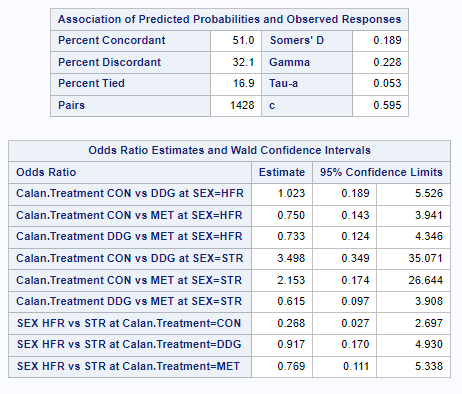 Association of Predicted Probabilities and Observed Responses
Percent Concordant 51.0 Somers' D 0.189
Percent Discordant 32.1 Gamma 0.228
Percent Tied 16.9 Tau-a 0.053
Pairs 1428 c 0.595
Odds Ratio Estimates and Wald Confidence Intervals
Odds Ratio Estimate 95% Confidence Limits
Calan.Treatment CON vs DDG at SEX=HFR 1.023 0.189 5.526
Calan.Treatment CON vs MET at SEX=HFR 0.750 0.143 3.941
Calan.Treatment DDG vs MET at SEX=HFR 0.733 0.124 4.346
Calan.Treatment CON vs DDG at SEX=STR 3.498 0.349 35.071
Calan.Treatment CON vs MET at SEX=STR 2.153 0.174 26.644
Calan.Treatment DDG vs MET at SEX=STR 0.615 0.097 3.908
SEX HFR vs STR at Calan.Treatment=CON 0.268 0.027 2.697
SEX HFR vs STR at Calan.Treatment=DDG 0.917 0.170 4.930
SEX HFR vs STR at Calan.Treatment=MET 0.769 0.111 5.338